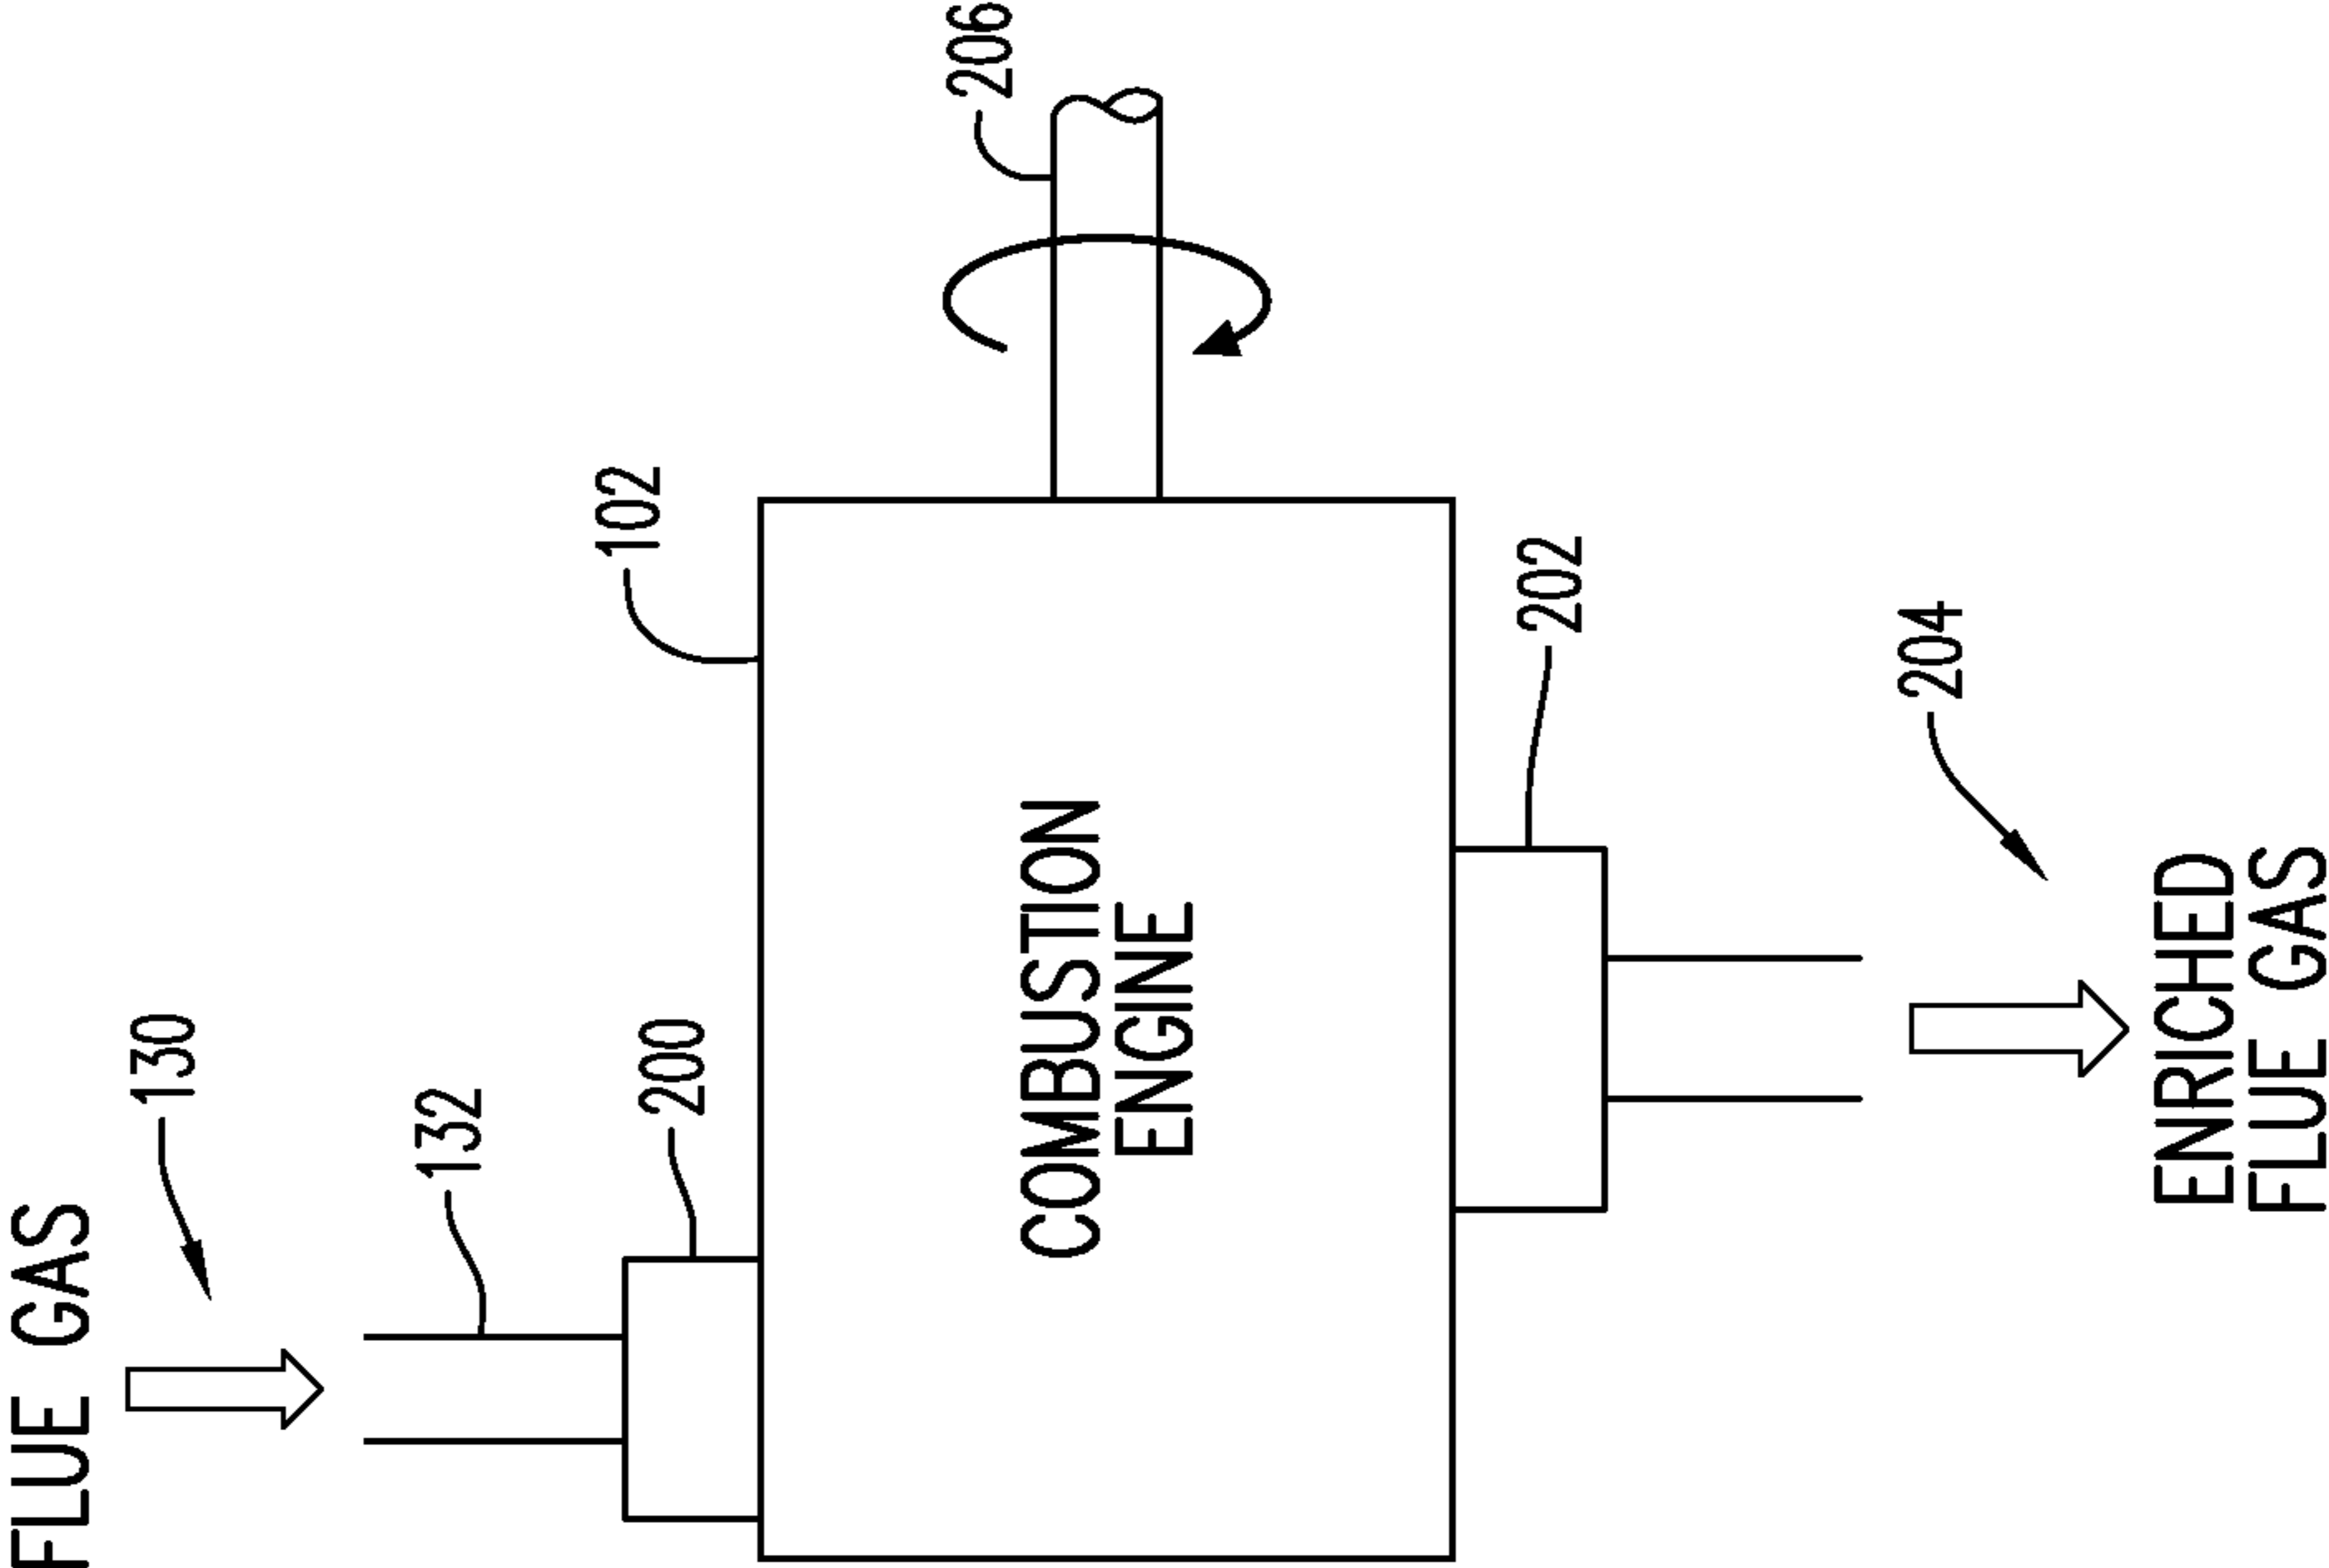 FLUE GAS
130
132
200
102
206
COMBUSTION
ENGINE
202
204
ENRICHED
FLUE GAS